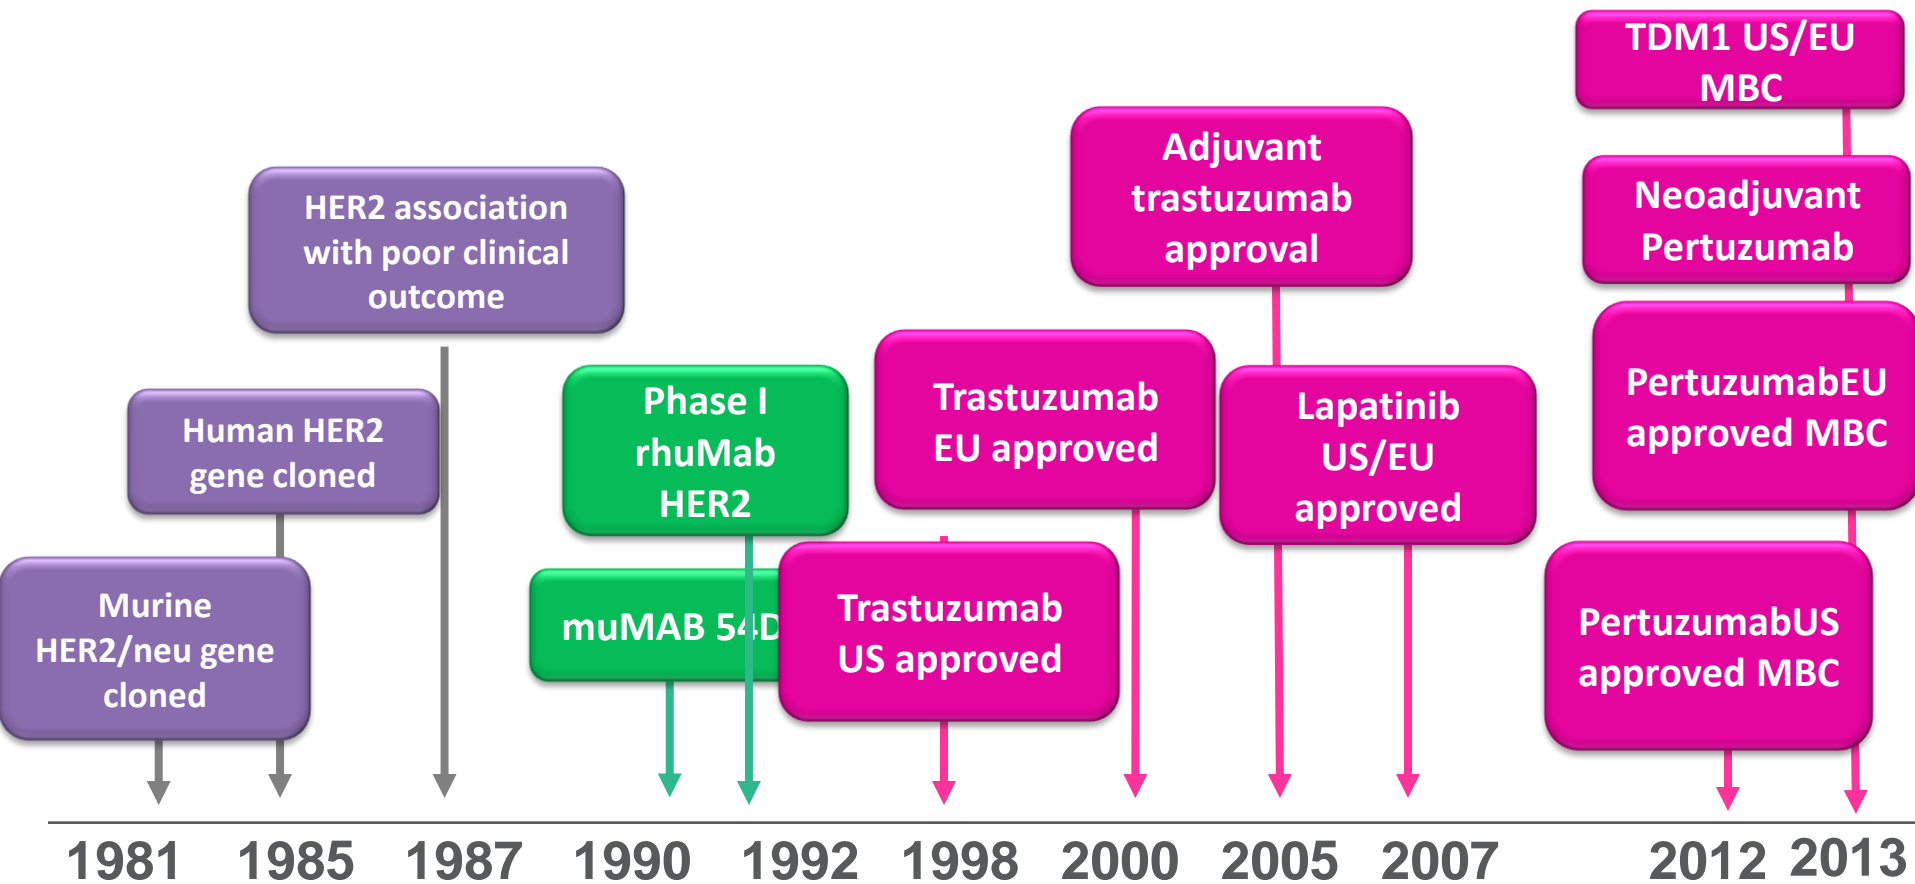 TDM1 US/EU
MBC
Adjuvant
trastuzumab
approval
Neoadjuvant
Pertuzumab
HER2 association
with poor clinical
outcome
Human HER2
gene cloned
Phase I
rhuMab
HER2
Trastuzumab
EU approved
Lapatinib
US/EU
approved
PertuzumabEU
approved MBC
Murine
HER2/neu gene
cloned
muMAB 54D
Trastuzumab
US approved
PertuzumabUS
approved MBC
1981 1985 1987 1990 1992 1998 2000 2005 2007 2012 2013